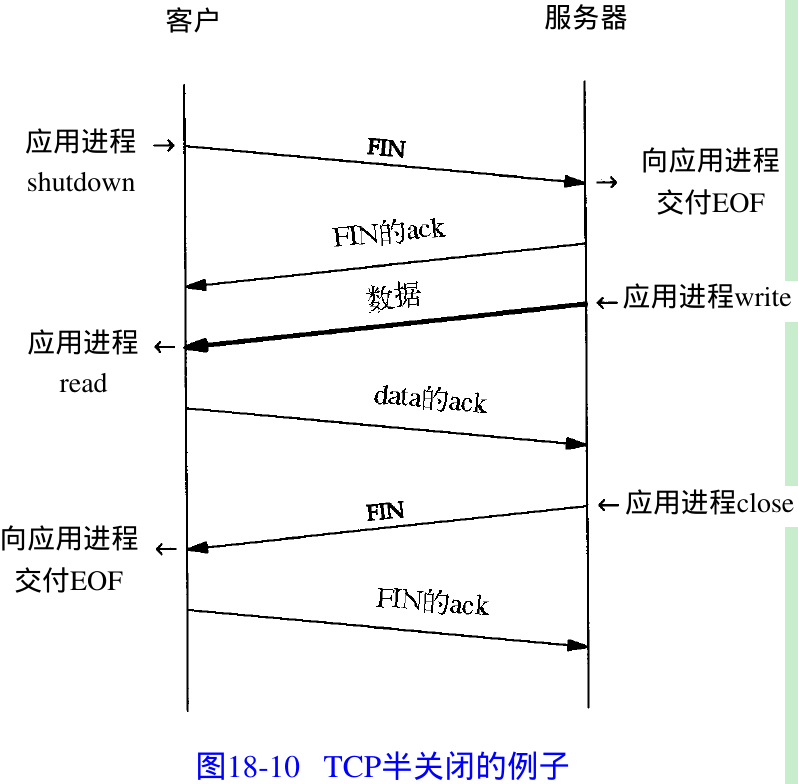 客户
服务器
应用进程 →
shutdown
FIN
→ 向应用进程
交付EOF
FIN的ack
数据
←应用进程write
应用进程 ←
read
data的ack
FIN
←应用进程close
向应用进程 ←
交付EOF
FIN的ack
图18-10 TCP半关闭的例子